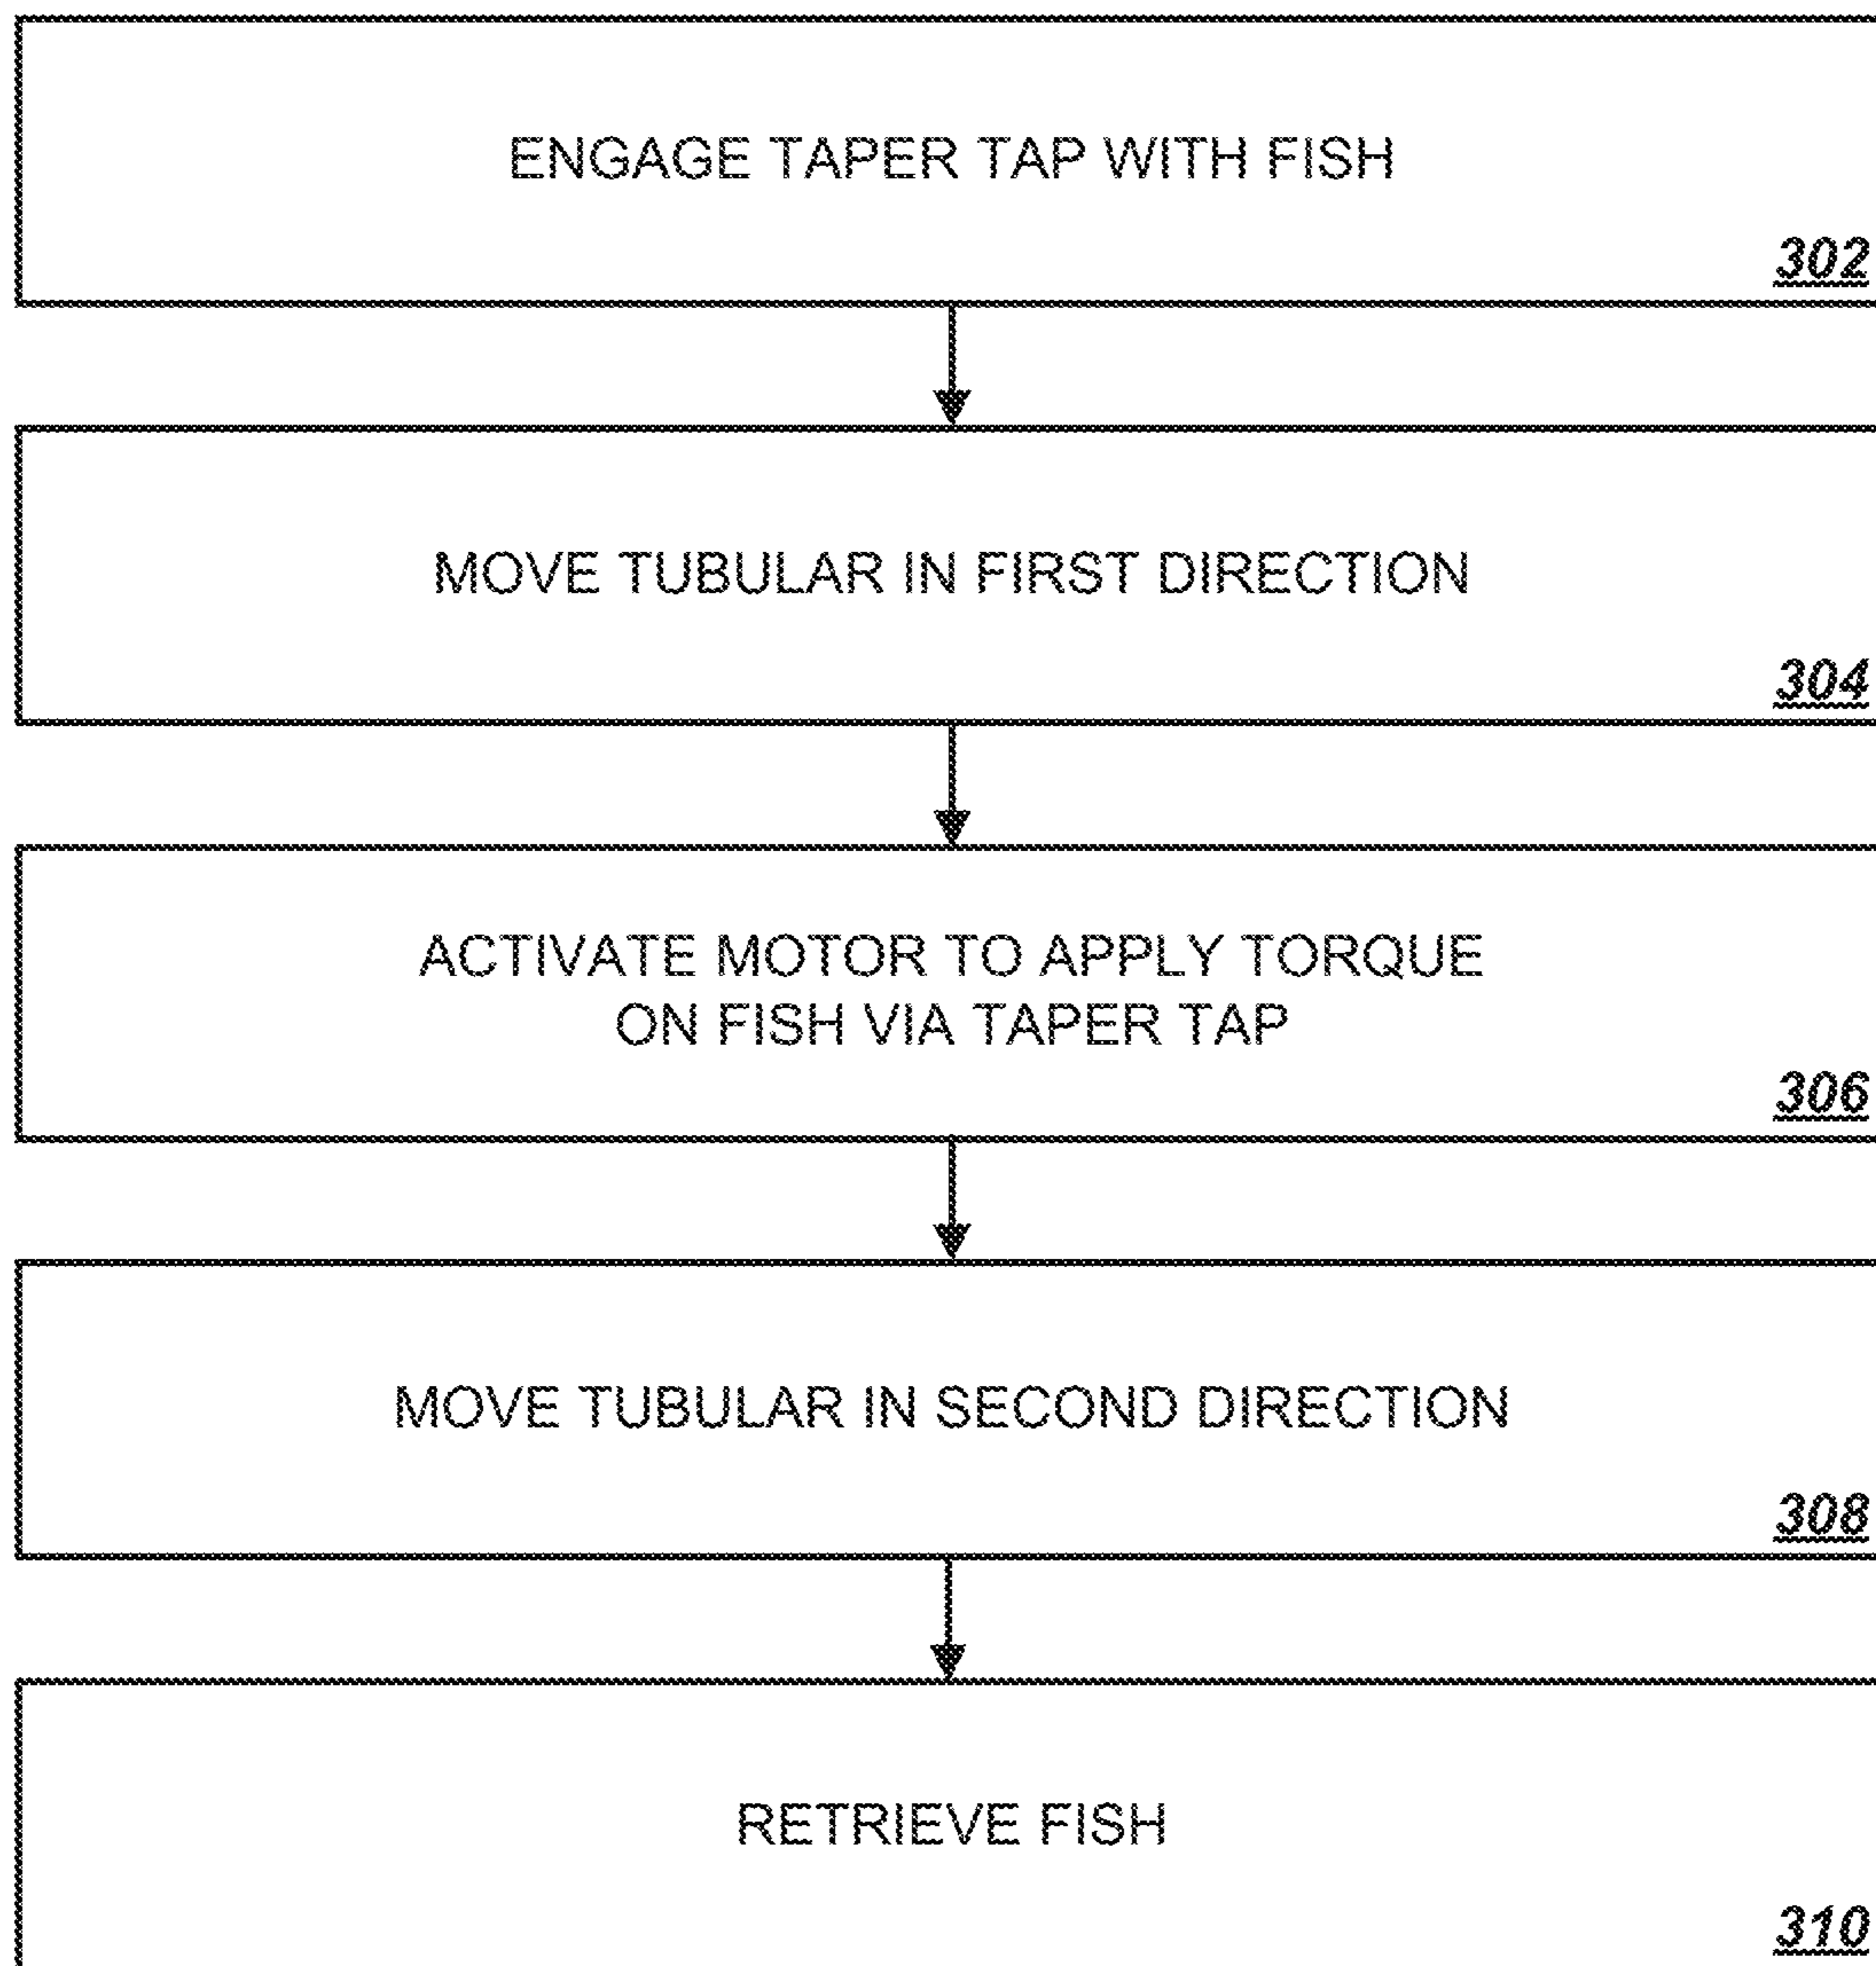 ENGAGE TAPER TAP WITH FISH
302
MOVE TUBULAR IN FIRST DIRECTION
304
ACTIVATE MOTOR TO APPLY TORQUE
ON FISH VIA TAPER TAP
306
MOVE TUBULAR IN SECOND DIRECTION
308
RETRIEVE FISH
310